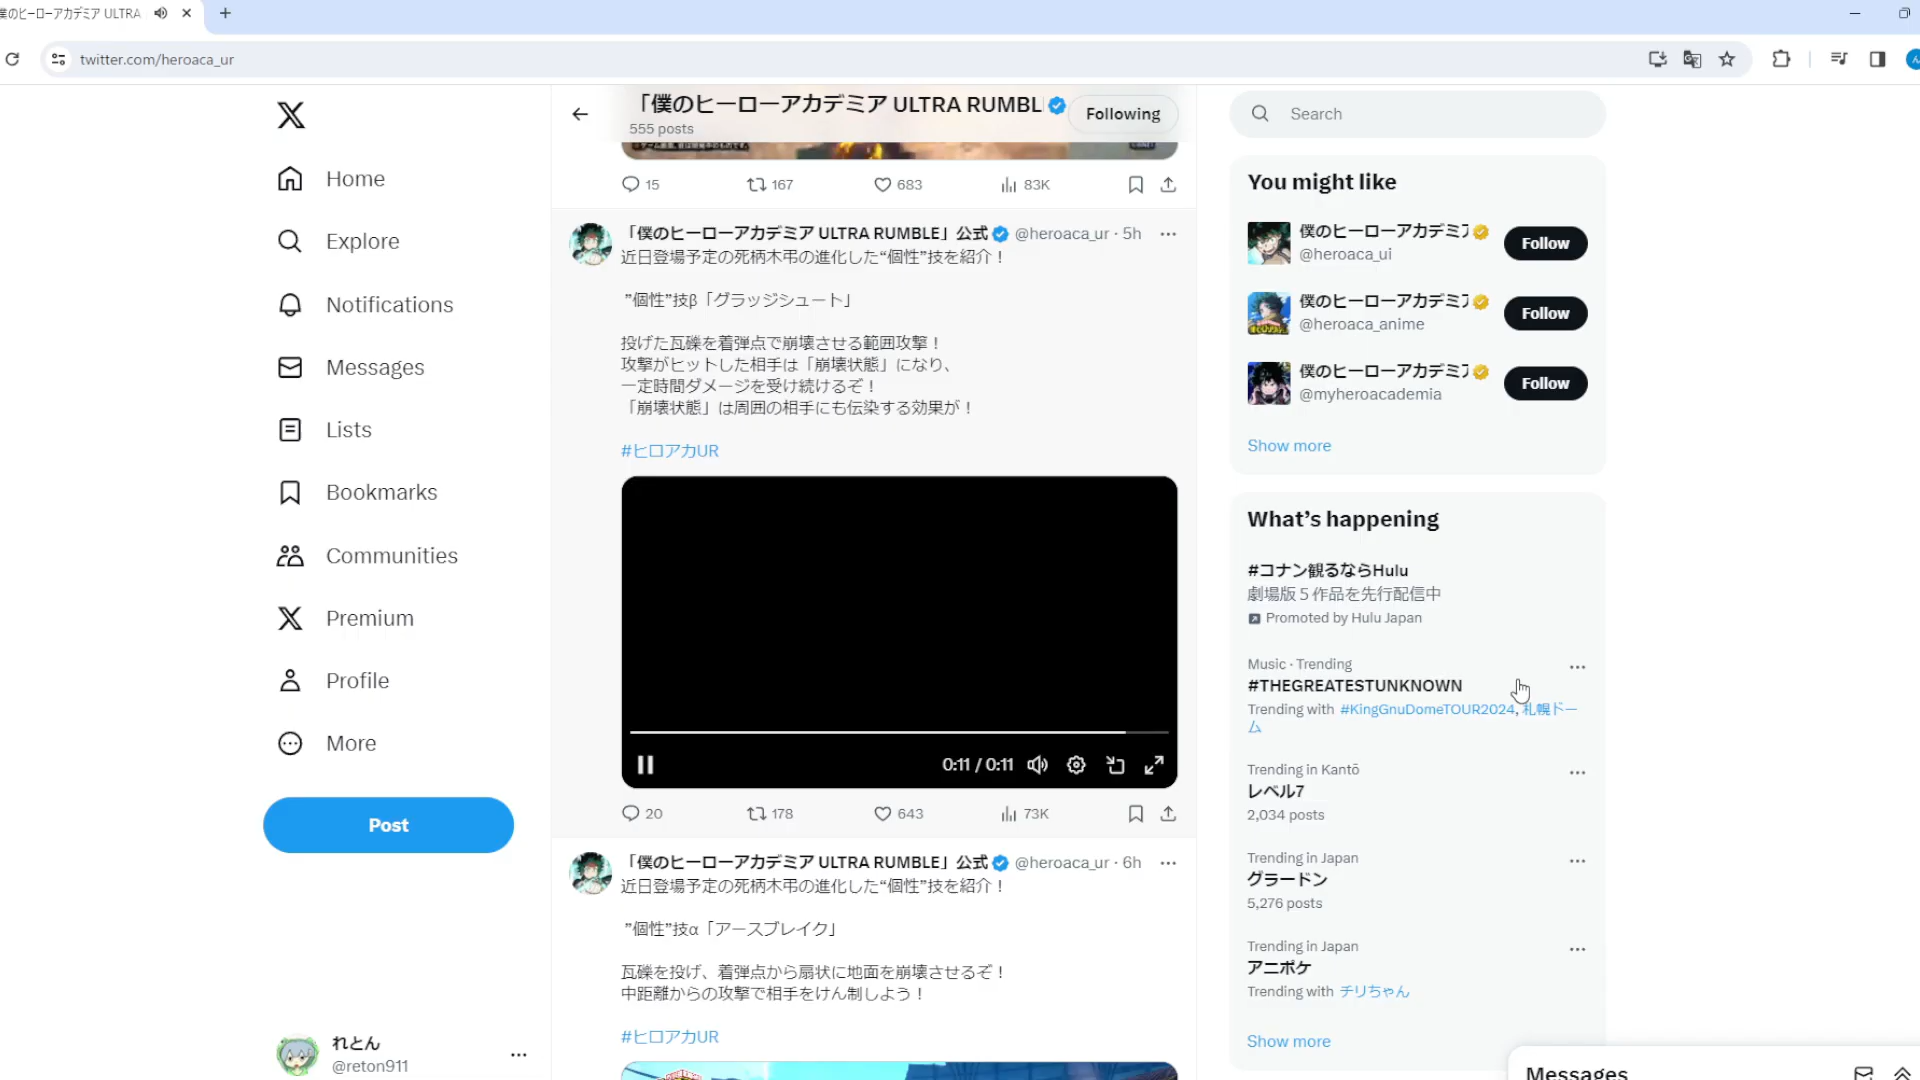 業のヒーローアカデミア ULTRA
twitter.com/heroaca_ur
Home
Explore
Notifications
Messages
Lists
Bookmarks
Communities
Premium
Profile
More
Post
れとん
@reton911
「僕のヒーローアカデミア ULTRA RUMBL
555 posts
Following
15
167
683
83K
「僕のヒーローアカデミア ULTRA RUMBLE」公式 @heroaca_ur · 5h
近日登場予定の死柄木弔の進化した“個性”技を紹介！
”個性”技β「グラッジシュート」
投げた瓦礫を着弾点で崩壊させる範囲攻撃！
攻撃がヒットした相手は「崩壊状態」になり、
一定時間ダメージを受け続けるぞ！
「崩壊状態」は周囲の相手にも伝染する効果が！
#ヒロアカUR
0:11 / 0:11
20
178
643
73K
「僕のヒーローアカデミア ULTRA RUMBLE」公式 @heroaca_ur · 6h
近日登場予定の死柄木弔の進化した“個性”技を紹介！
”個性”技α「アースブレイク」
瓦礫を投げ、着弾点から扇状に地面を崩壊させるぞ！
中距離からの攻撃で相手をけん制しよう！
#ヒロアカUR
Search
You might like
僕のヒーローアカデミア
@heroaca_ui
Follow
僕のヒーローアカデミア
@heroaca_anime
Follow
僕のヒーローアカデミア
@myheroacademia
Follow
Show more
What’s happening
#コナン観るならHulu
劇場版５作品を先行配信中
Promoted by Hulu Japan
Music · Trending
#THEGREATESTUNKNOWN
Trending with #KingGnuDomeTOUR2024, 札幌ドー
ム
Trending in Kantō
レベル7
2,034 posts
Trending in Japan
グラードン
5,276 posts
Trending in Japan
アニポケ
Trending with チリちゃん
Show more
Messages